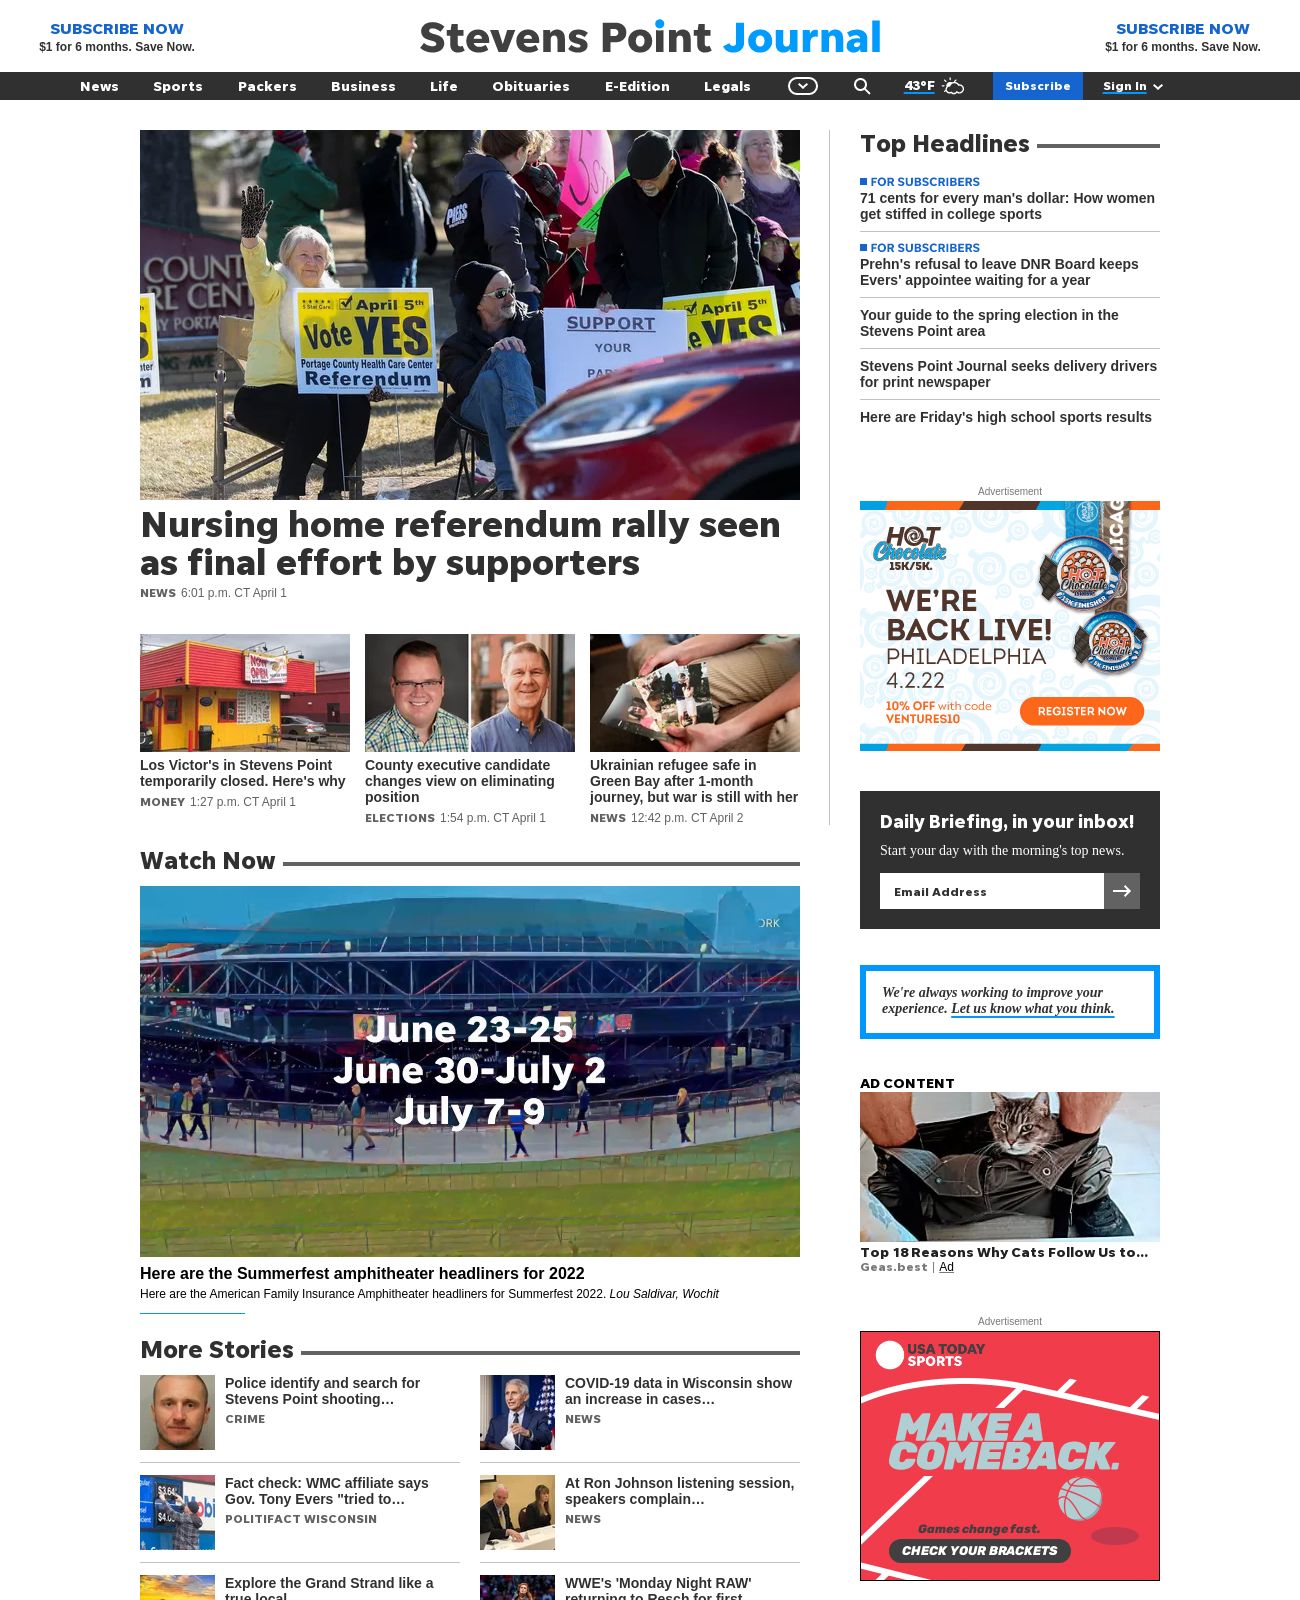 SUBSCRIBE NOW
$1 for 6 months. Save Now.
Stevens Point Journal
SUBSCRIBE NOW
$1 for 6 months. Save Now.
News Sports Packers Business Life Obituaries E-Edition Legals 43°F Subscribe Sign In
COUNT
RE CENT
April 5th
Vote YES
Portage County Health Care Center
Referendum
SUPPORT
YOUR
April 5th
YES
Nursing home referendum rally seen
as final effort by supporters
NEWS 6:01 p.m. CT April 1
NOW
OPEN
Los Victor's in Stevens Point
temporarily closed. Here's why
MONEY 1:27 p.m. CT April 1
County executive candidate
changes view on eliminating
position
ELECTIONS 1:54 p.m. CT April 1
Ukrainian refugee safe in
Green Bay after 1-month
journey, but war is still with her
NEWS 12:42 p.m. CT April 2
Top Headlines
FOR SUBSCRIBERS
71 cents for every man's dollar: How women
get stiffed in college sports
FOR SUBSCRIBERS
Prehn's refusal to leave DNR Board keeps
Evers' appointee waiting for a year
Your guide to the spring election in the
Stevens Point area
Stevens Point Journal seeks delivery drivers
for print newspaper
Here are Friday's high school sports results
Advertisement
HOT
Chocolate
15K/5K.
WE'RE
BACK LIVE!
PHILADELPHIA
4.2.22
10% OFF with code
VENTURES10
REGISTER NOW
HOT
Chocolate
15K FINISHER
HOT
Chocolate
5K FINISHER
Daily Briefing, in your inbox!
Start your day with the morning's top news.
Email Address
We're always working to improve your
experience. Let us know what you think.
AD CONTENT
Top 18 Reasons Why Cats Follow Us to…
Geas.best | Ad
Advertisement
USA TODAY
SPORTS
MAKE A
COMEBACK.
Games change fast.
CHECK YOUR BRACKETS
Watch Now
ORK
June 23-25
June 30-July 2
July 7-9
Here are the Summerfest amphitheater headliners for 2022
Here are the American Family Insurance Amphitheater headliners for Summerfest 2022. Lou Saldivar, Wochit
More Stories
Police identify and search for
Stevens Point shooting…
CRIME
COVID-19 data in Wisconsin show
an increase in cases…
NEWS
Fact check: WMC affiliate says
Gov. Tony Evers "tried to…
POLITIFACT WISCONSIN
At Ron Johnson listening session,
speakers complain…
NEWS
Explore the Grand Strand like a
true local
WWE's 'Monday Night RAW'
returning to Resch for first